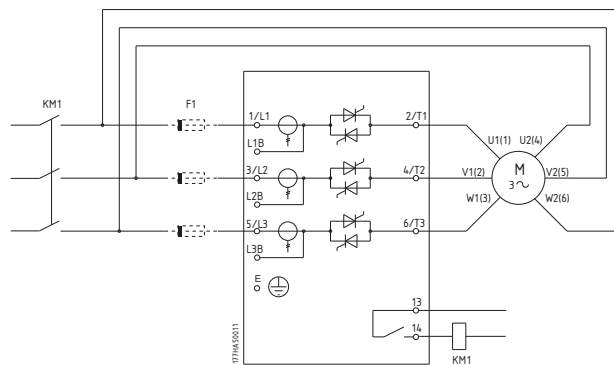 KM1
F1
1/L1
2/T1
L1B
3/L2
4/T2
L2B
5/L3
6/T3
L3B
E
U1(1)
U2(4)
V1(2)
M
3~
V2(5)
W1(3)
W2(6)
13
14
KM1
177HA500.11